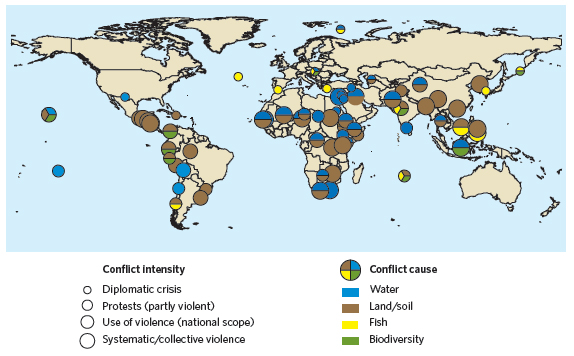 Conflict intensity
Diplomatic crisis
Protests (partly violent)
Use of violence (national scope)
Systematic/collective violence
Conflict cause
Water
Land/soil
Fish
Biodiversity